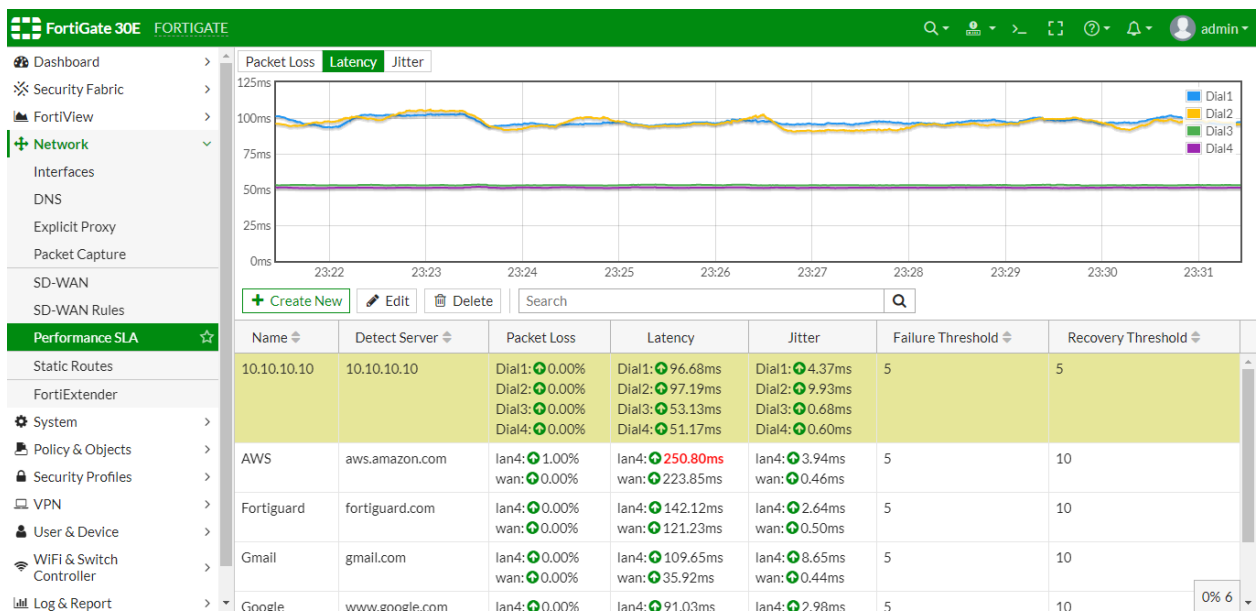 FortiGate 30E FORTIGATE
admin
Dashboard
Security Fabric
FortiView
Network
Interfaces
DNS
Explicit Proxy
Packet Capture
SD-WAN
SD-WAN Rules
Performance SLA
Static Routes
FortiExtender
System
Policy & Objects
Security Profiles
VPN
User & Device
WiFi & Switch
Controller
Log & Report
Packet Loss Latency Jitter
125ms
100ms
75ms
50ms
25ms
0ms
Dial1
Dial2
Dial3
Dial4
23:22 23:23 23:24 23:25 23:26 23:27 23:28 23:29 23:30 23:31
Create New Edit Delete Search
Name Detect Server Packet Loss Latency Jitter Failure Threshold Recovery Threshold
10.10.10.10 10.10.10.10 Dial1: 0.00% Dial1: 96.68ms Dial1: 4.37ms 5 5
Dial2: 0.00% Dial2: 97.19ms Dial2: 9.93ms
Dial3: 0.00% Dial3: 53.13ms Dial3: 0.68ms
Dial4: 0.00% Dial4: 51.17ms Dial4: 0.60ms
AWS aws.amazon.com lan4: 1.00% lan4: 250.80ms lan4: 3.94ms 5 10
wan: 0.00% wan: 223.85ms wan: 0.46ms
Fortiguard fortiguard.com lan4: 0.00% lan4: 142.12ms lan4: 2.64ms 5 10
wan: 0.00% wan: 121.23ms wan: 0.50ms
Gmail gmail.com lan4: 0.00% lan4: 109.65ms lan4: 8.65ms 5 10
wan: 0.00% wan: 35.92ms wan: 0.44ms
Google www.google.com lan4: 0.00% lan4: 91.03ms lan4: 2.98ms 5 10
0% 6